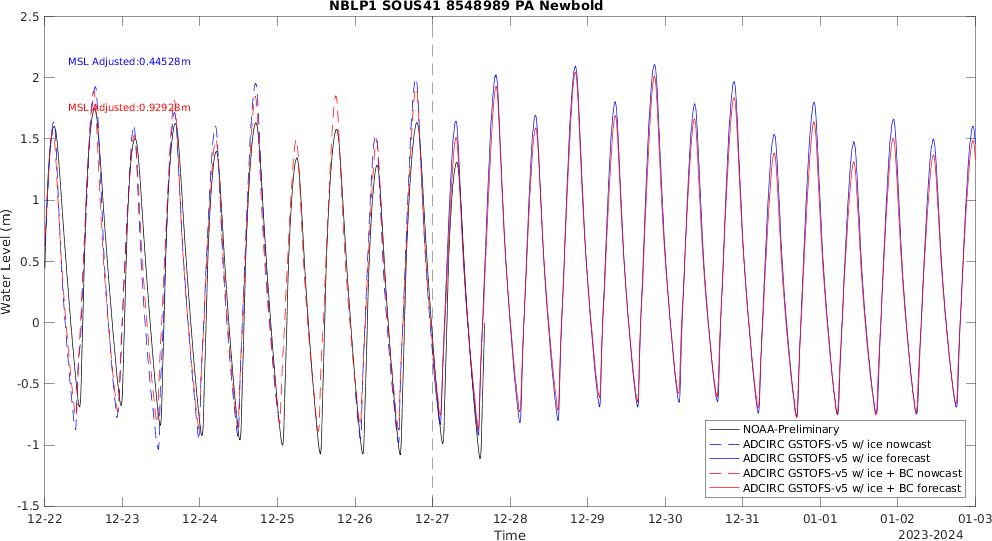 NBLP1 SOUS41 8548989 PA Newbold
2.5
2
1.5
1
0.5
0
-0.5
-1
-1.5
Water Level (m)
MSL Adjusted:0.44528m
MSL Adjusted:0.92928m
NOAA-Preliminary
ADCIRC GSTOFS-v5 w/ ice nowcast
ADCIRC GSTOFS-v5 w/ ice forecast
ADCIRC GSTOFS-v5 w/ ice + BC nowcast
ADCIRC GSTOFS-v5 w/ ice + BC forecast
12-22 12-23 12-24 12-25 12-26 12-27 12-28 12-29 12-30 12-31 01-01 01-02 01-03
Time
2023-2024